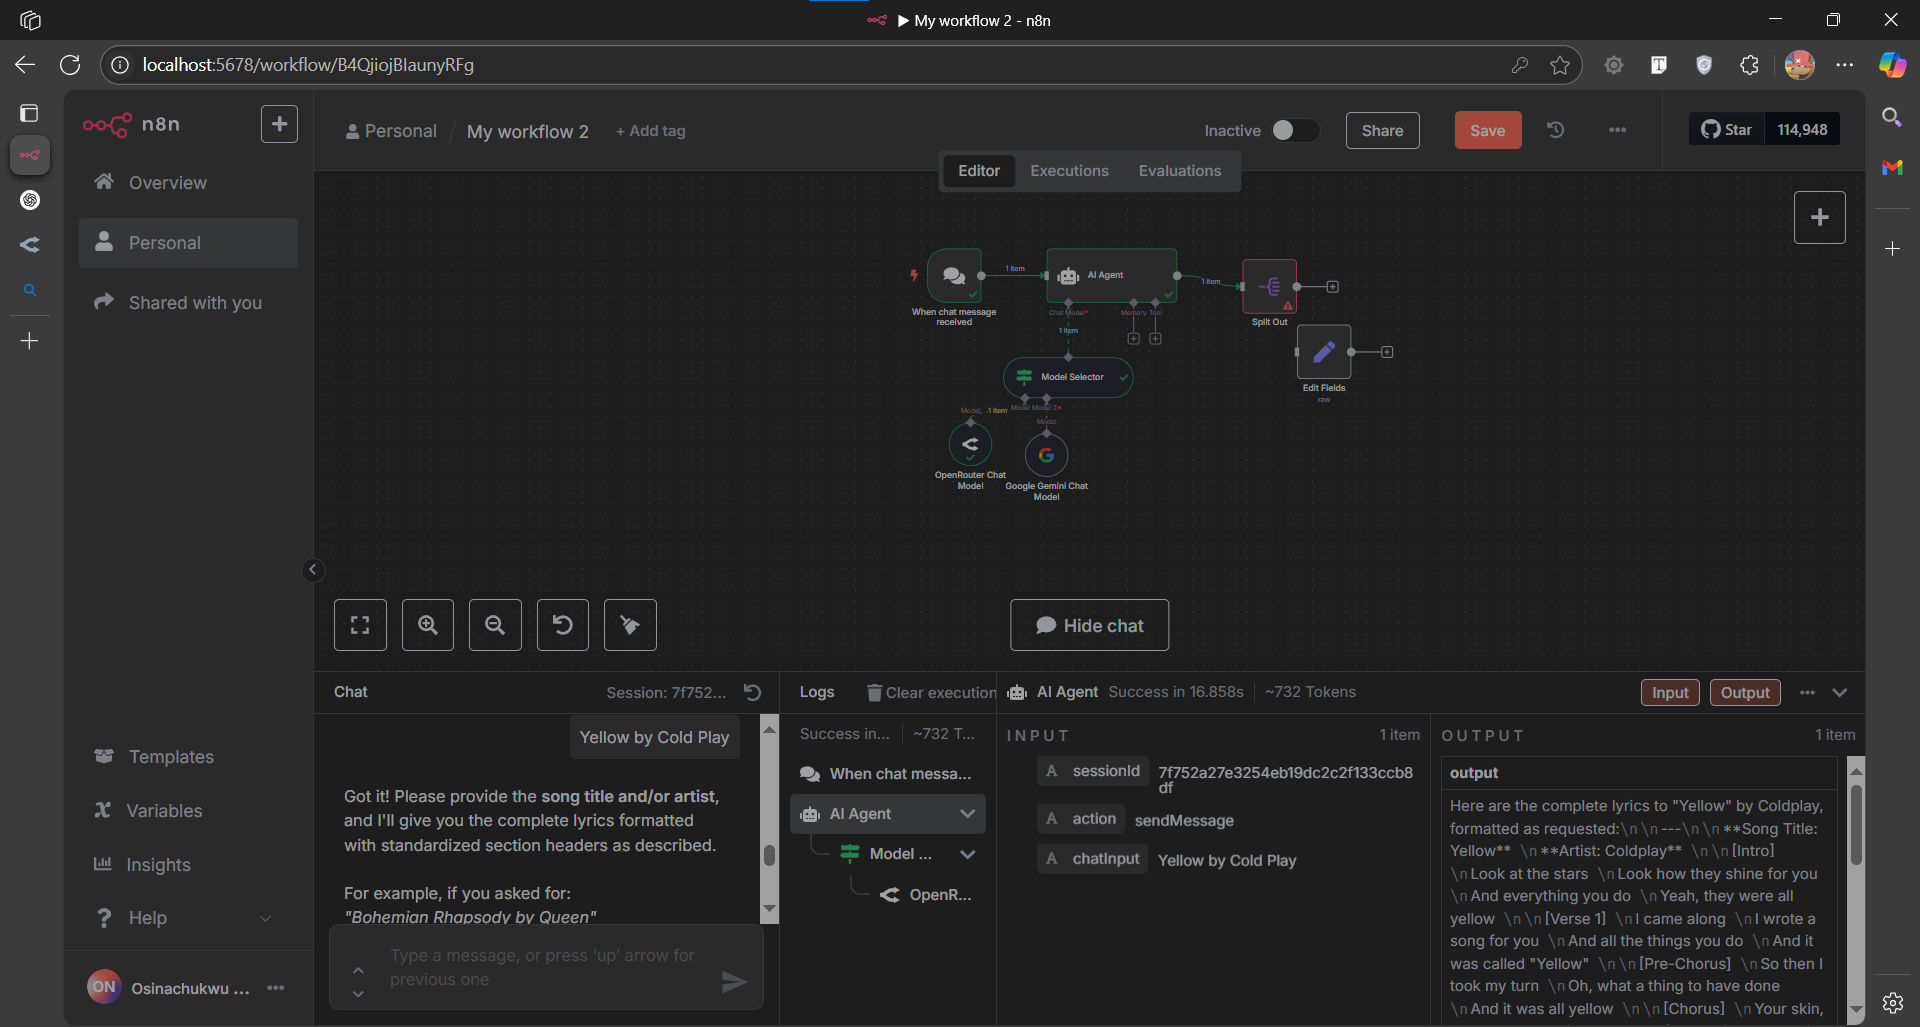 My workflow 2 - n8n
localhost:5678/workflow/B4QjiojBlaunyRFg
n8n
Personal / My workflow 2 + Add tag
Inactive
Share
Save
Star 114,948
Editor Executions Evaluations
Overview
Personal
Shared with you
1 item
AI Agent
1 item
When chat message
received
Chat Model*
Memory Tool
Split Out
1 item
Model Selector
Edit Fields
raw
Model, 1 item Model Model 2*
Model
OpenRouter Chat
Model
Google Gemini Chat
Model
Hide chat
Templates
Variables
Insights
Help
ON Osinachukwu ...
Chat Session: 7f752...
Yellow by Cold Play
Got it! Please provide the song title and/or artist,
and I'll give you the complete lyrics formatted
with standardized section headers as described.
For example, if you asked for:
"Bohemian Rhapsody by Queen"
Type a message, or press 'up' arrow for
previous one
Logs Clear execution
Success in... ~732 T...
When chat messa...
AI Agent
Model ...
OpenR...
AI Agent Success in 16.858s ~732 Tokens
Input Output
INPUT 1 item
A sessionId 7f752a27e3254eb19dc2c2f133ccb8
df
A action sendMessage
A chatInput Yellow by Cold Play
OUTPUT 1 item
output
Here are the complete lyrics to "Yellow" by Coldplay,
formatted as requested:\n\n---\n\n**Song Title:
Yellow** \n**Artist: Coldplay** \n\n[Intro]
\nLook at the stars \nLook how they shine for you
\nAnd everything you do \nYeah, they were all
yellow \n\n[Verse 1] \nI came along \nI wrote a
song for you \nAnd all the things you do \nAnd it
was called "Yellow" \n\n[Pre-Chorus] \nSo then I
took my turn \nOh, what a thing to have done
\nAnd it was all yellow \n\n[Chorus] \nYour skin,